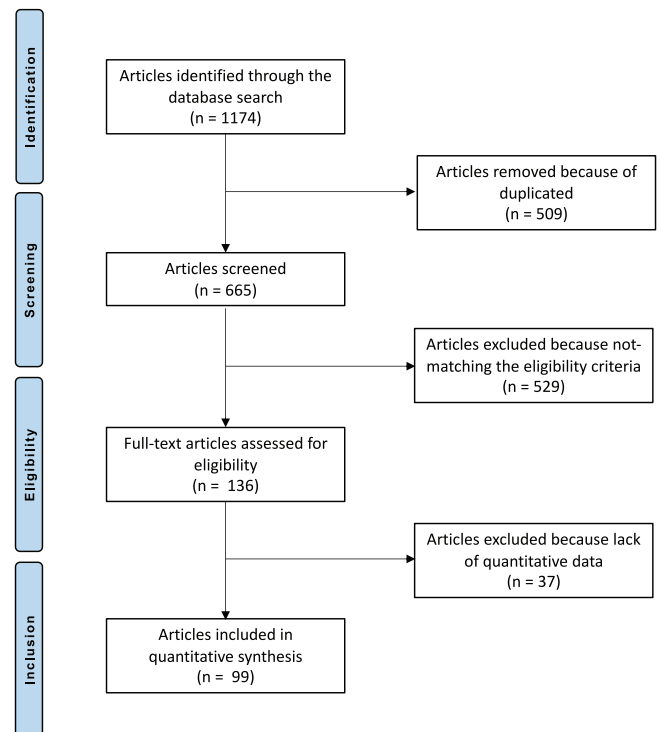 Identification
Articles identified through the
database search
(n = 1174)
Articles removed because of
duplicated
(n = 509)
Screening
Articles screened
(n = 665)
Articles excluded because not-
matching the eligibility criteria
(n = 529)
Eligibility
Full-text articles assessed for
eligibility
(n = 136)
Articles excluded because lack
of quantitative data
(n = 37)
Inclusion
Articles included in
quantitative synthesis
(n = 99)